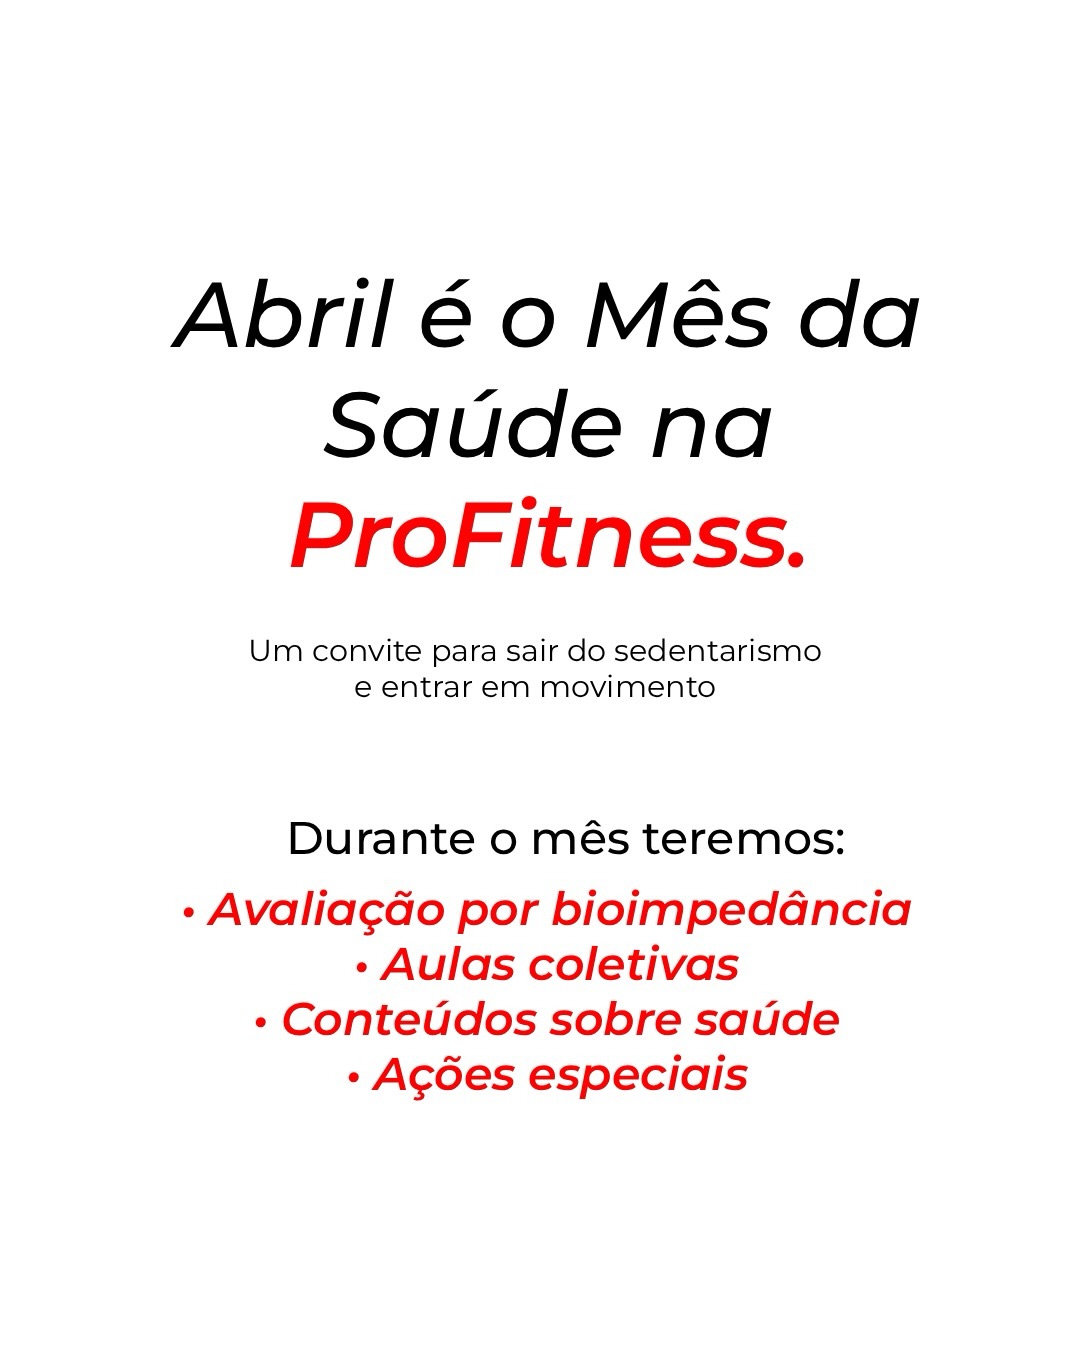 Abril é o Mês da
Saúde na
ProFitness.
Um convite para sair do sedentarismo
e entrar em movimento
Durante o mês teremos:
• Avaliação por bioimpedância
• Aulas coletivas
• Conteúdos sobre saúde
• Ações especiais